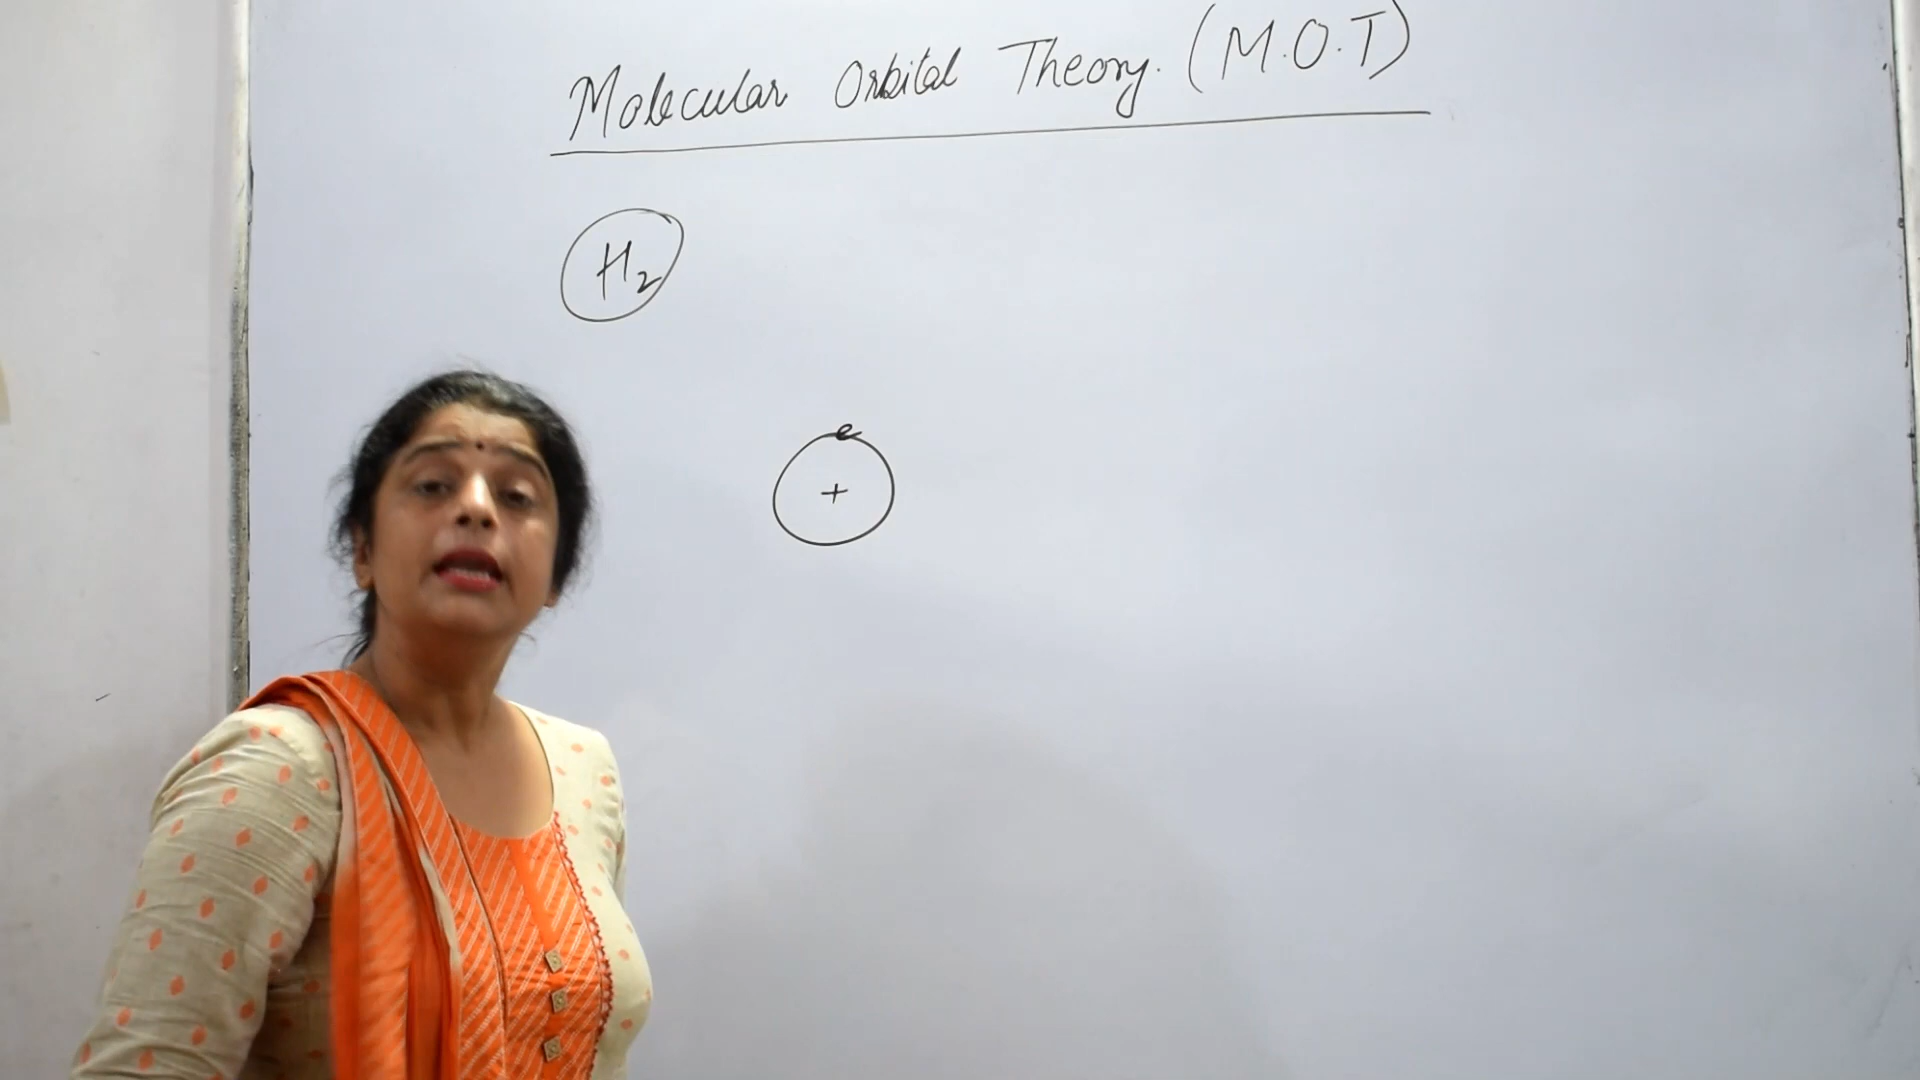 Molecular Orbital Theory. (M.O.T)
H₂
e
+